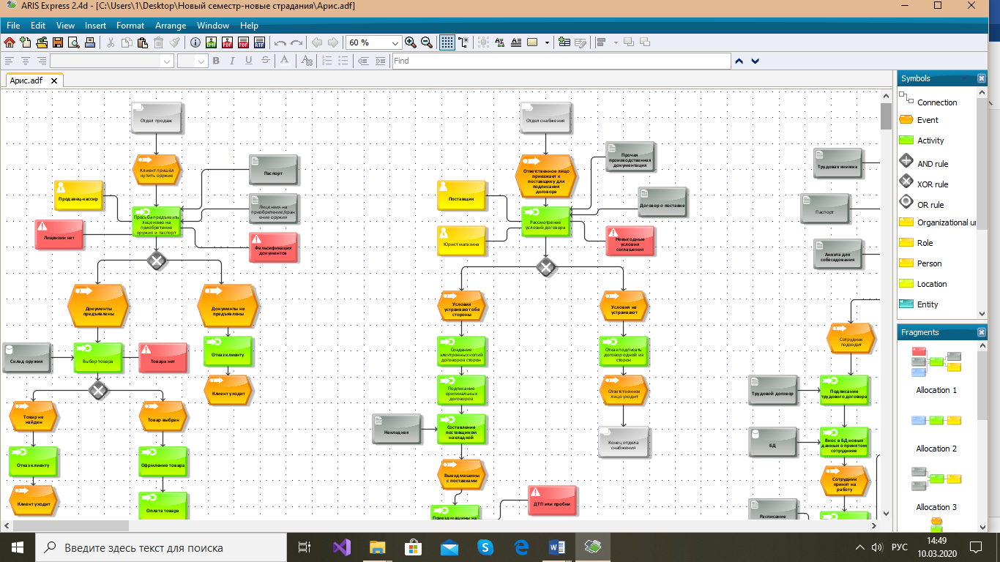 ARIS Express 2.4d - [C:\Users\1\Desktop\Новый семестр-новые страдания\Арис.adf]
File Edit View Insert Format Arrange Window Help
EMF PDF PDF RTF 60 %
B I U S A Find
Арис.adf
Отдел продаж
Клиент пришёл
купить оружие
Паспорт
Продавец-кассир
Лицензия на
приобретение/хран
ение оружия
Просьба предъявить
лицензию на
приобретение
оружия и паспорт
Лицензии нет
Фальсификация
документов
Документы
предъявлены
Документы не
предъявлены
Склад оружия
Выбор товара
Товара нет
Отказ клиенту
Клиент уходит
Товар не
найден
Товар выбран
Отказ клиенту
Офрмление товара
Клиент уходит
Оплата товара
Отдел снабжения
Прочая
производственная
документация
Ответственное лицо
приезжает к
поставщику для
подписания
договора
Поставщик
Договор о поставке
Рассмотрение
условий договора
Юрист магазина
Невыгодные
условия
соглашения
Условия
устраивают обе
стороны
Условия не
устраивают
Создание
электронных копий
договоров сторон
Отказ подписать
договор одной из
сторон
Подписание
оригинальных
договоров
Ответственное
лицо уходит
Накладная
Составление
поставщиком
накладной
Конец отдела
снабжения
Выезд машины
с поставками
ДТП или пробки
Приезд машины на
Трудовая книжка
Паспорт
Анкета для
собеседования
Сотрудник
подходит
Трудовой договор
Подписание
трудового договора
БД
Внос в БД новых
данных о принятом
сотруднике
Сотрудник
принят на
работу
Расписание
Symbols
Connection
Event
Activity
AND rule
XOR rule
OR rule
Organizational un
Role
Person
Location
Entity
Fragments
Allocation 1
Allocation 2
Allocation 3
Введите здесь текст для поиска
РУС
14:49
10.03.2020